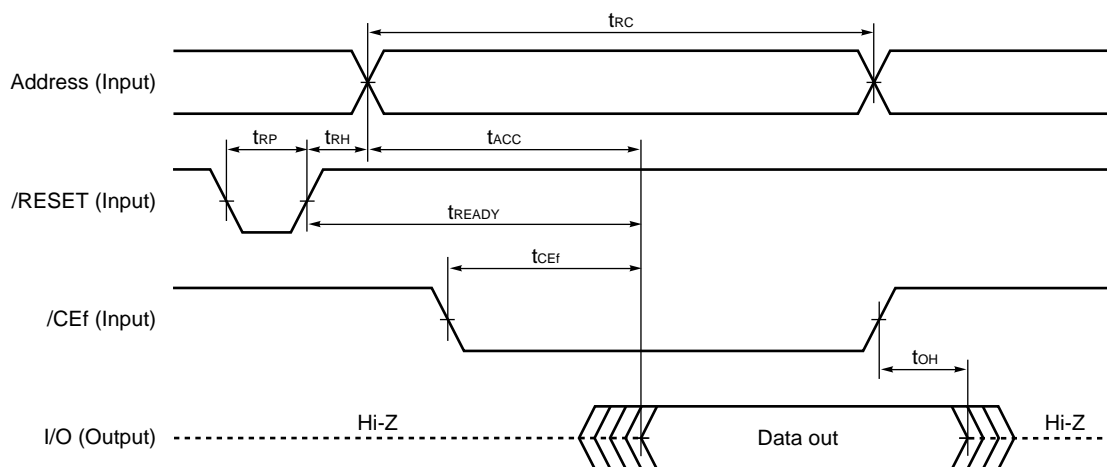 tRC
Address (Input)
tRP
tRH
tACC
/RESET (Input)
tREADY
tCEf
/CEf (Input)
tOH
Hi-Z
Hi-Z
I/O (Output)
Data out